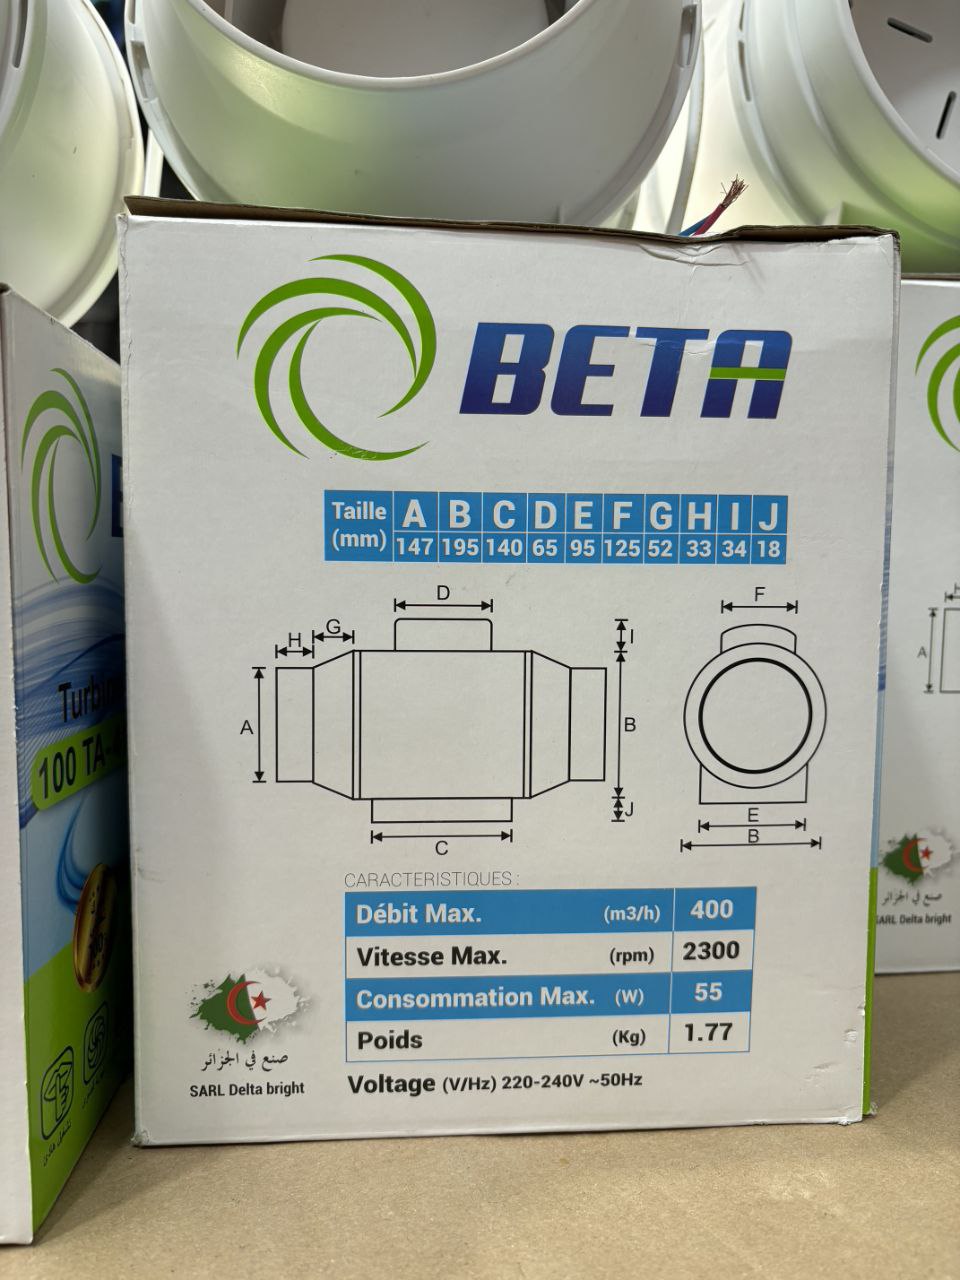 BETA
Taille (mm) A B C D E F G H I J
147 195 140 65 95 125 52 33 34 18
D
F
H G I
A B
J
C
E
B
A
CARACTERISTIQUES :
Débit Max. (m3/h) 400
Vitesse Max. (rpm) 2300
Consommation Max. (W) 55
Poids (Kg) 1.77
Voltage (V/Hz) 220-240V ~50Hz
صنع في الجزائر
SARL Delta bright
100 TA
صنع في الجزائر
SARL Delta bright